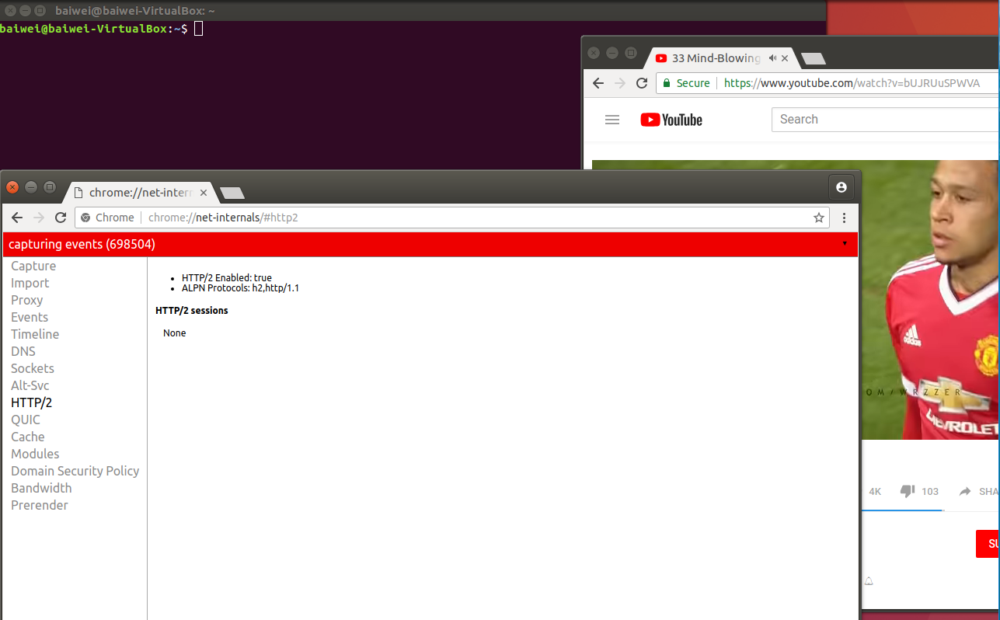 baiwei@baiwei-VirtualBox: ~
baiwei@baiwei-VirtualBox:~$
33 Mind-Blowing
Secure
https://www.youtube.com/watch?v=bUJRUuSPWVA
YouTube
Search
chrome://net-intern
Chrome
chrome://net-internals/#http2
capturing events (698504)
Capture
Import
Proxy
Events
Timeline
DNS
Sockets
Alt-Svc
HTTP/2
QUIC
Cache
Modules
Domain Security Policy
Bandwidth
Prerender
HTTP/2 Enabled: true
ALPN Protocols: h2,http/1.1
HTTP/2 sessions
None
adidas
OM/WRZZER
CHEVROLET
4K
103
SHA
SU